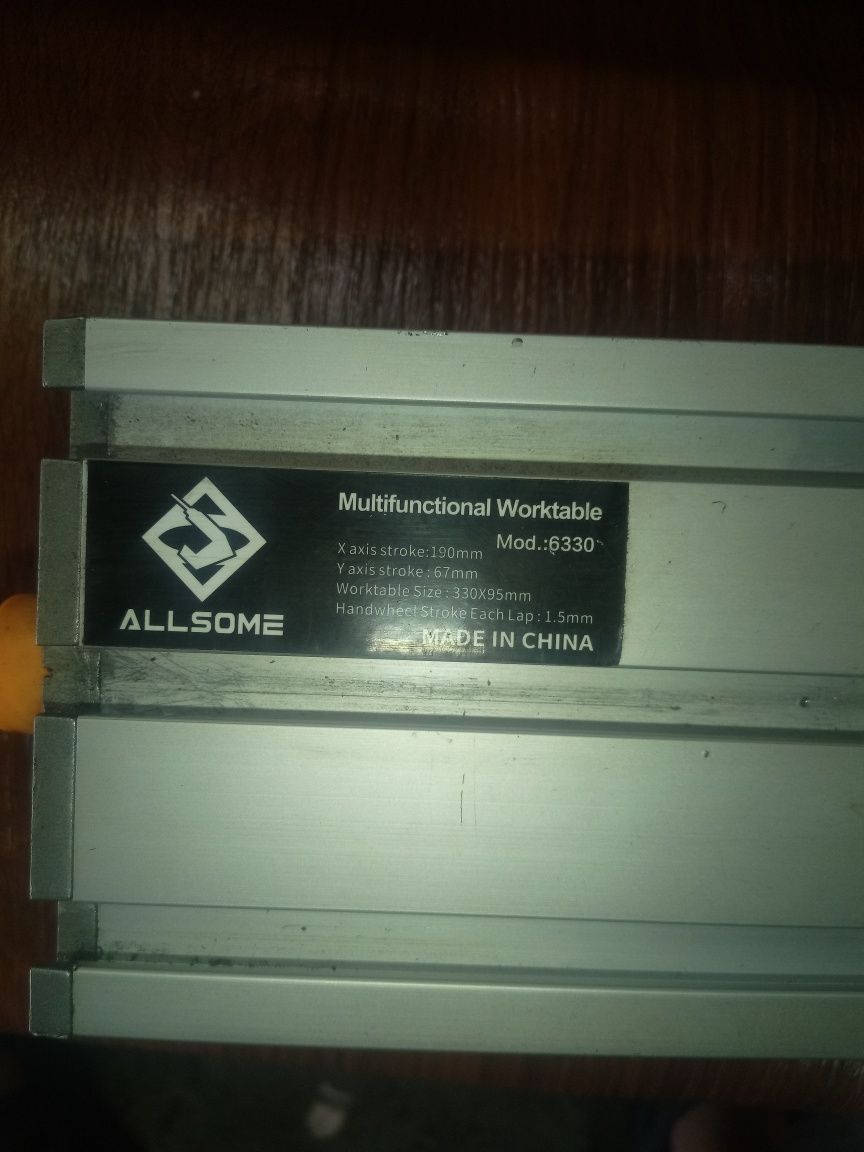 ALLSOME
Multifunctional Worktable
Mod.:6330
X axis stroke:190mm
Y axis stroke : 67mm
Worktable Size : 330X95mm
Handwheel Stroke Each Lap : 1.5mm
MADE IN CHINA